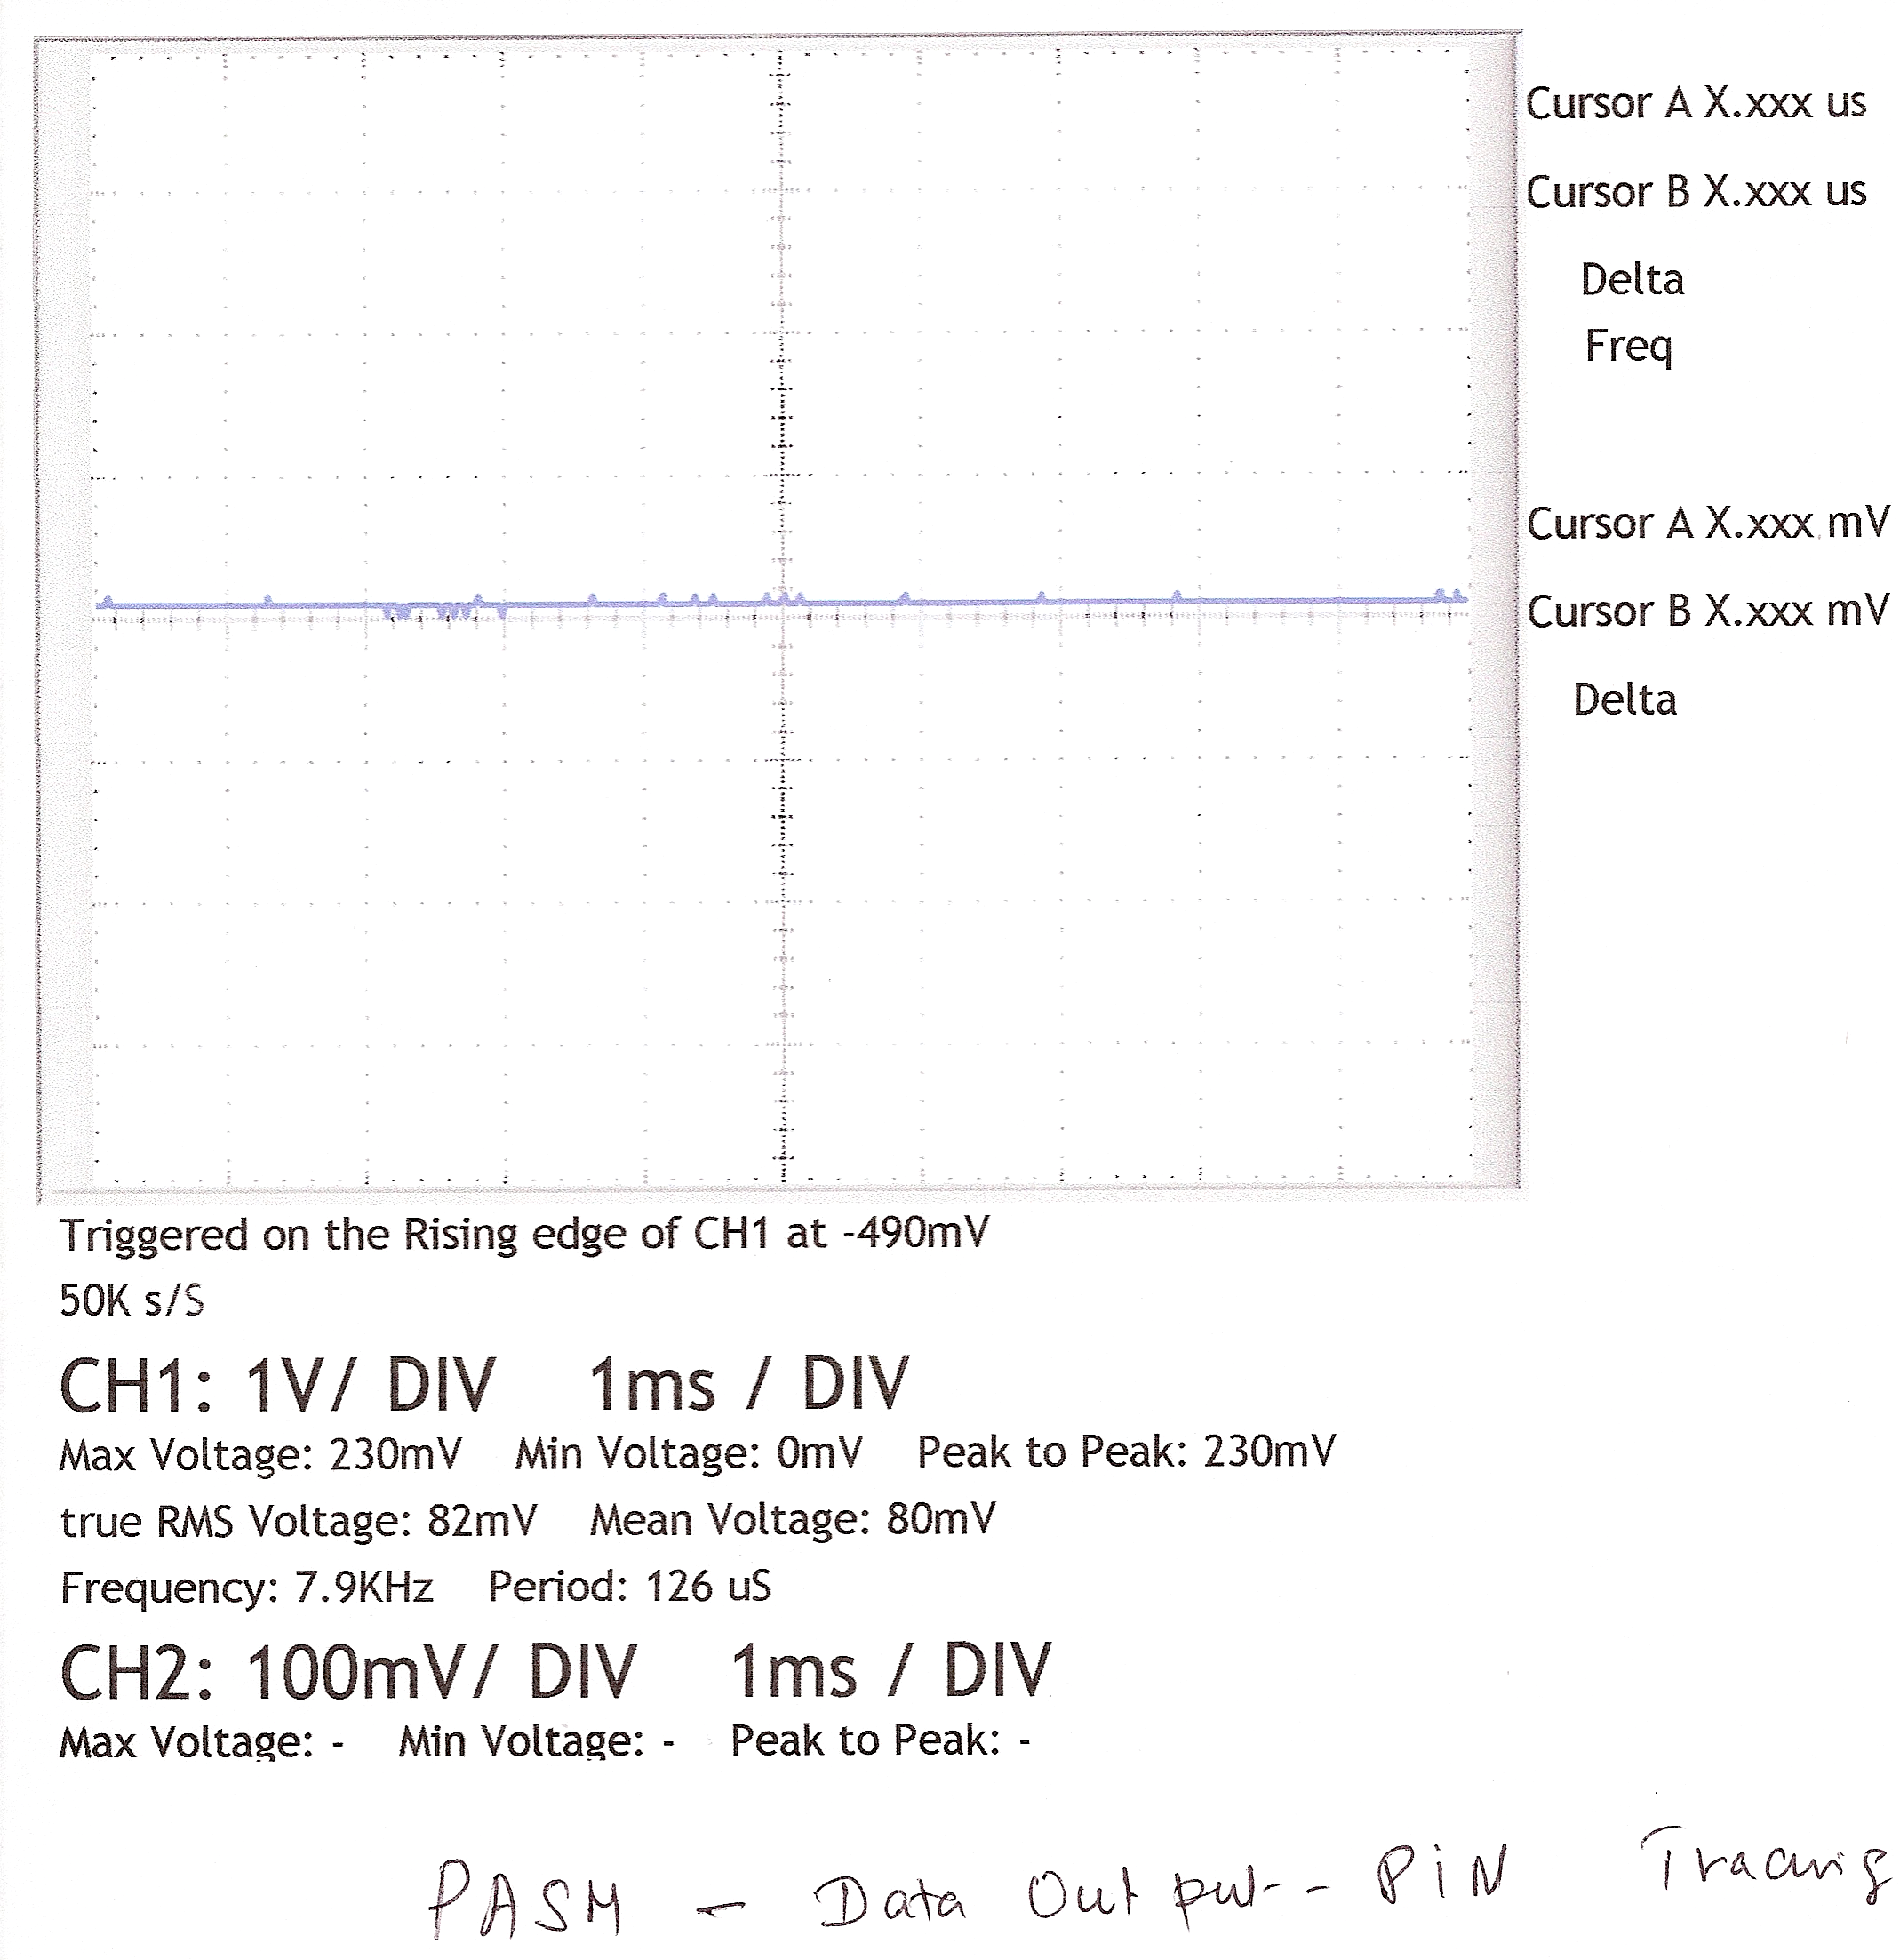 Cursor A X.xxx us
Cursor B X.xxx us
Delta
Freq
Cursor A X.xxx mV
Cursor B X.xxx mV
Delta
Triggered on the Rising edge of CH1 at -490mV
50K s/S
CH1: 1V/ DIV 1ms / DIV
Max Voltage: 230mV Min Voltage: 0mV Peak to Peak: 230mV
true RMS Voltage: 82mV Mean Voltage: 80mV
Frequency: 7.9KHz Period: 126 uS
CH2: 100mV/ DIV 1ms / DIV
Max Voltage: - Min Voltage: - Peak to Peak: -
PASM - Data Output - PiN Tracing